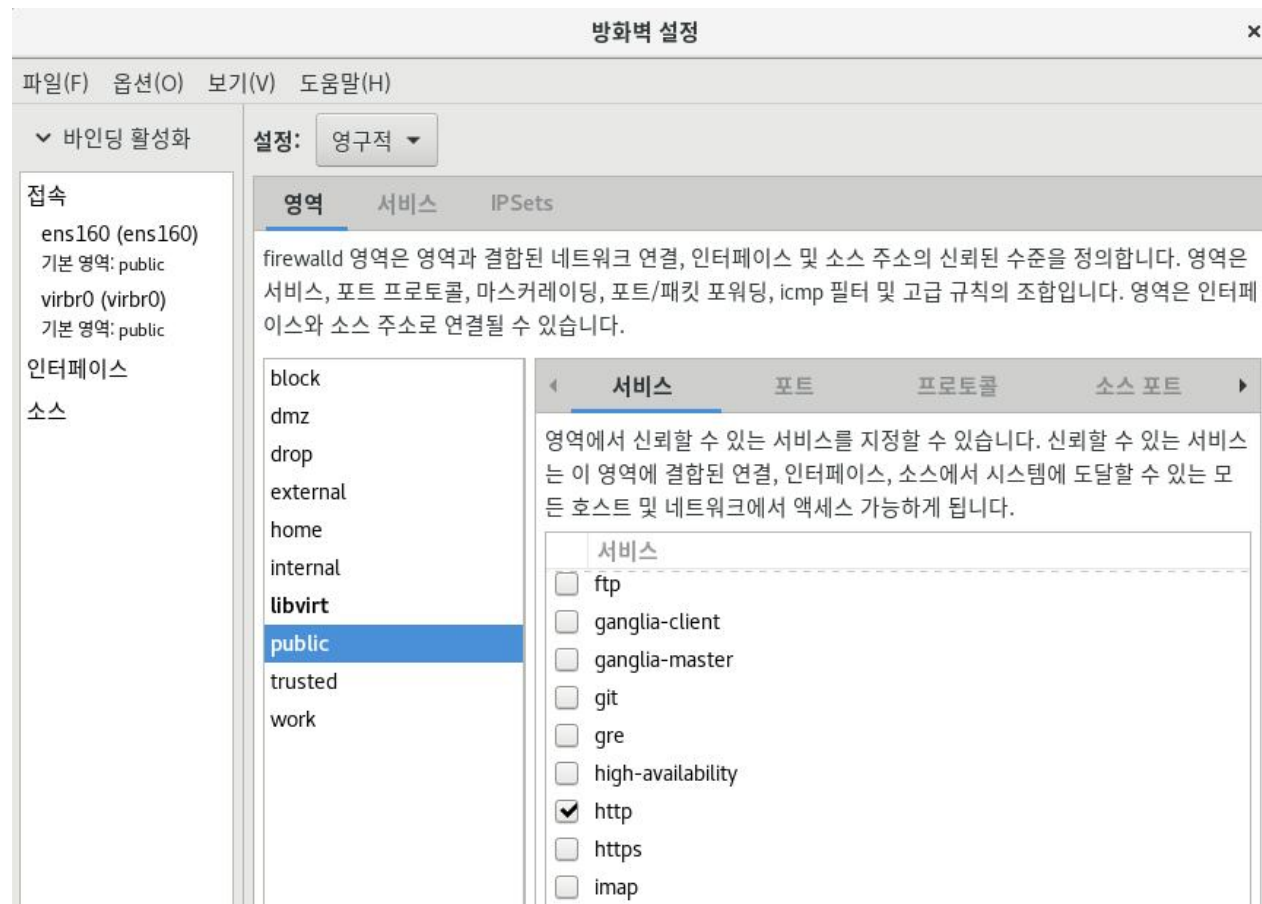 방화벽 설정
×
파일(F) 옵션(O) 보기(V) 도움말(H)
바인딩 활성화
접속
ens160 (ens160)
기본 영역: public
virbr0 (virbr0)
기본 영역: public
인터페이스
소스
설정: 영구적
영역 서비스 IPSets
firewalld 영역은 영역과 결합된 네트워크 연결, 인터페이스 및 소스 주소의 신뢰된 수준을 정의합니다. 영역은
서비스, 포트 프로토콜, 마스커레이딩, 포트/패킷 포워딩, icmp 필터 및 고급 규칙의 조합입니다. 영역은 인터페
이스와 소스 주소로 연결될 수 있습니다.
block
dmz
drop
external
home
internal
libvirt
public
trusted
work
서비스 포트 프로토콜 소스 포트
영역에서 신뢰할 수 있는 서비스를 지정할 수 있습니다. 신뢰할 수 있는 서비스
는 이 영역에 결합된 연결, 인터페이스, 소스에서 시스템에 도달할 수 있는 모
든 호스트 및 네트워크에서 액세스 가능하게 됩니다.
서비스
ftp
ganglia-client
ganglia-master
git
gre
high-availability
http
https
imap